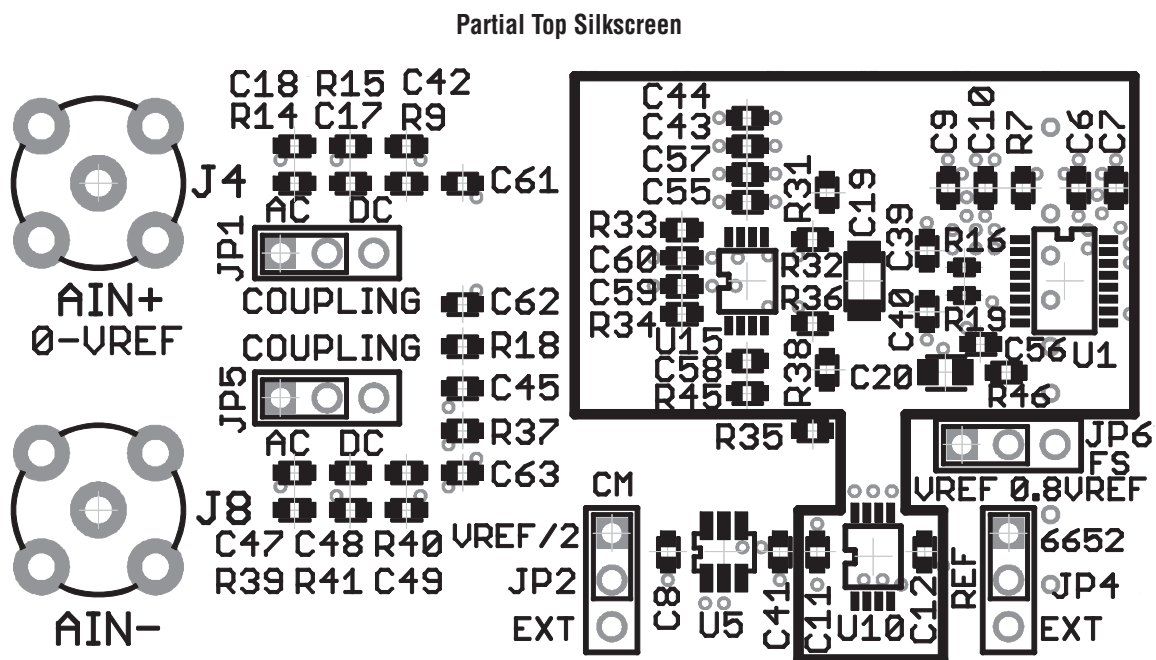 Partial Top Silkscreen
C18 R15 C42
R14 C17 R9
J4
C61
AC DC
JP1
COUPLING
AIN+
0-VREF
C62
COUPLING
R18
JP5
C45
AC DC
R37
C63
J8
C47 C48 R40
R39 R41 C49
AIN-
C44
C43
C57
C55
R31
C19
C9
C10
R7
C6
C7
R33
C60
C59
R34
U15
C58
R45
R32
R36
R38
C39
R16
C40
R19
C56
U1
C20
R46
R35
JP6
FS
VREF 0.8VREF
CM
VREF/2
JP2
EXT
C8
U5
C41
C11
U10
C12
REF
6652
JP4
EXT